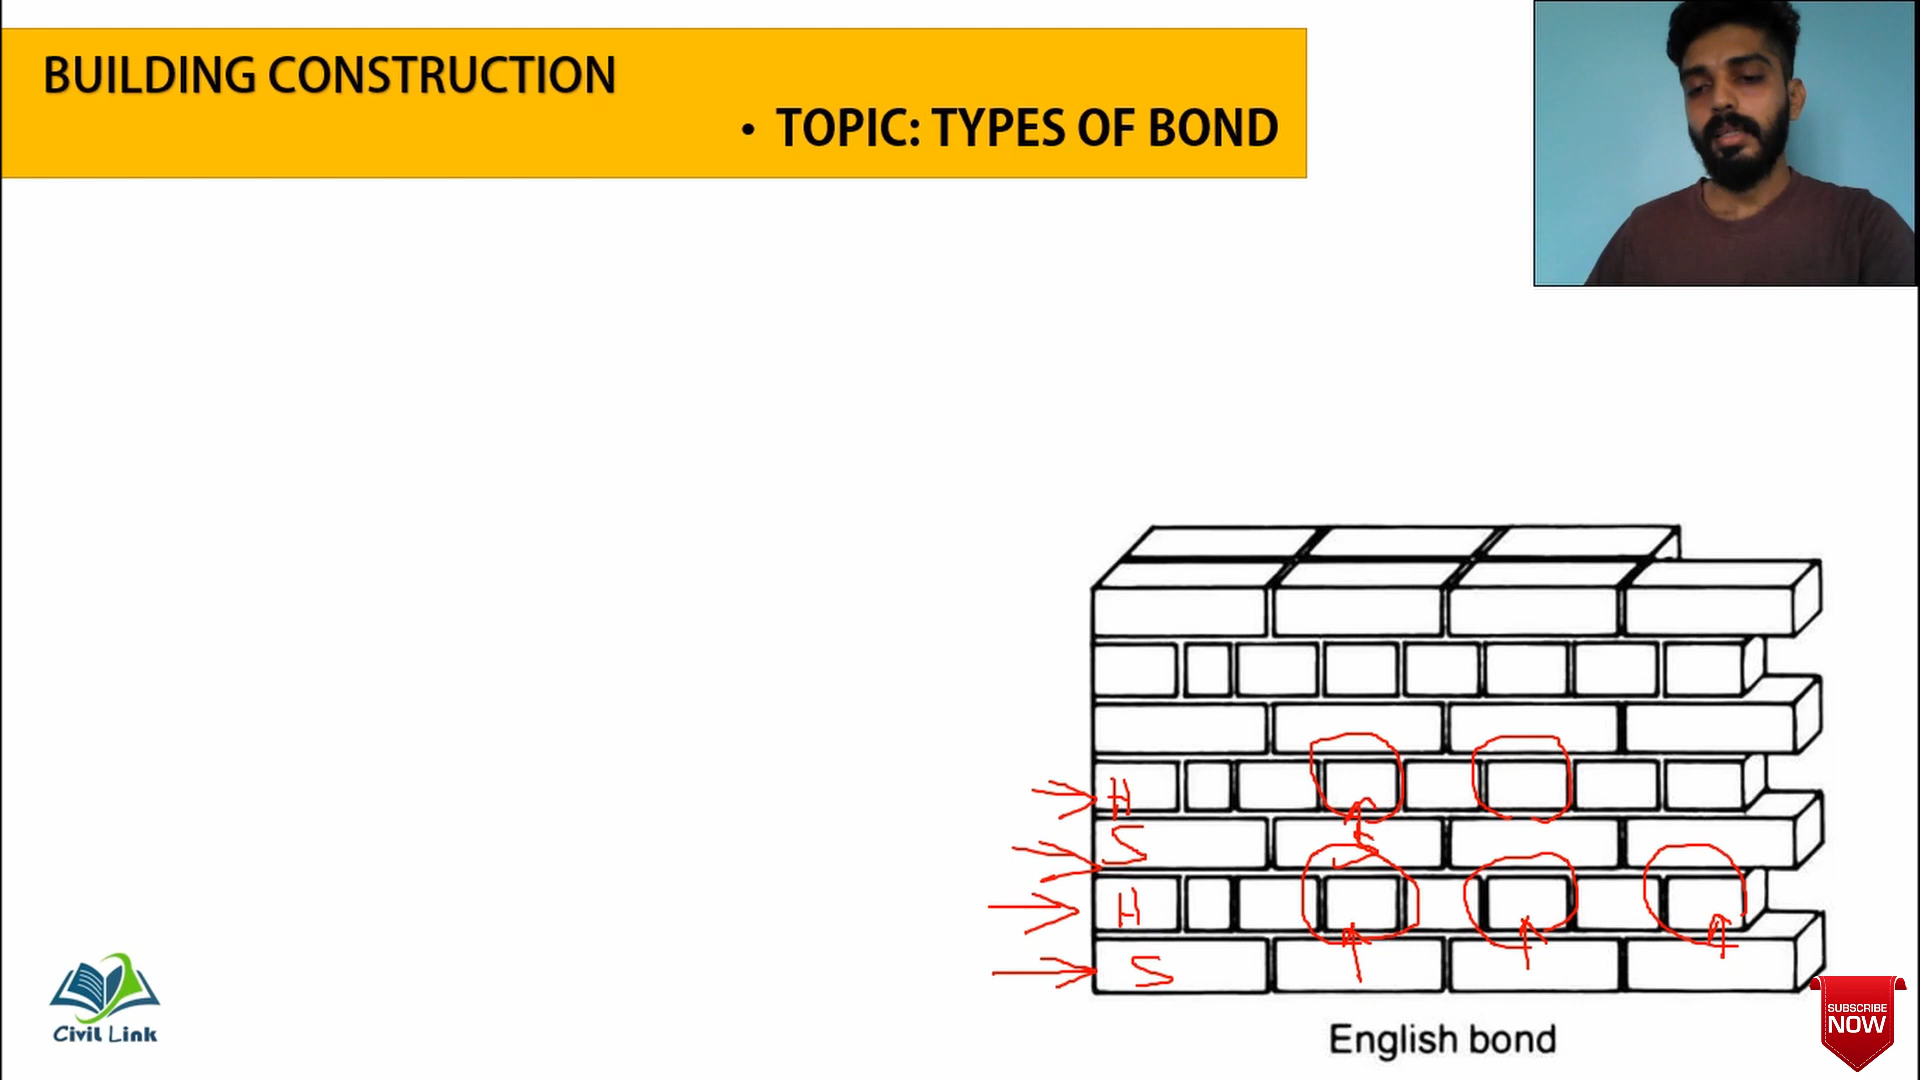 BUILDING CONSTRUCTION
• TOPIC: TYPES OF BOND
H
S
H
S
English bond
Civil Link
SUBSCRIBE
NOW